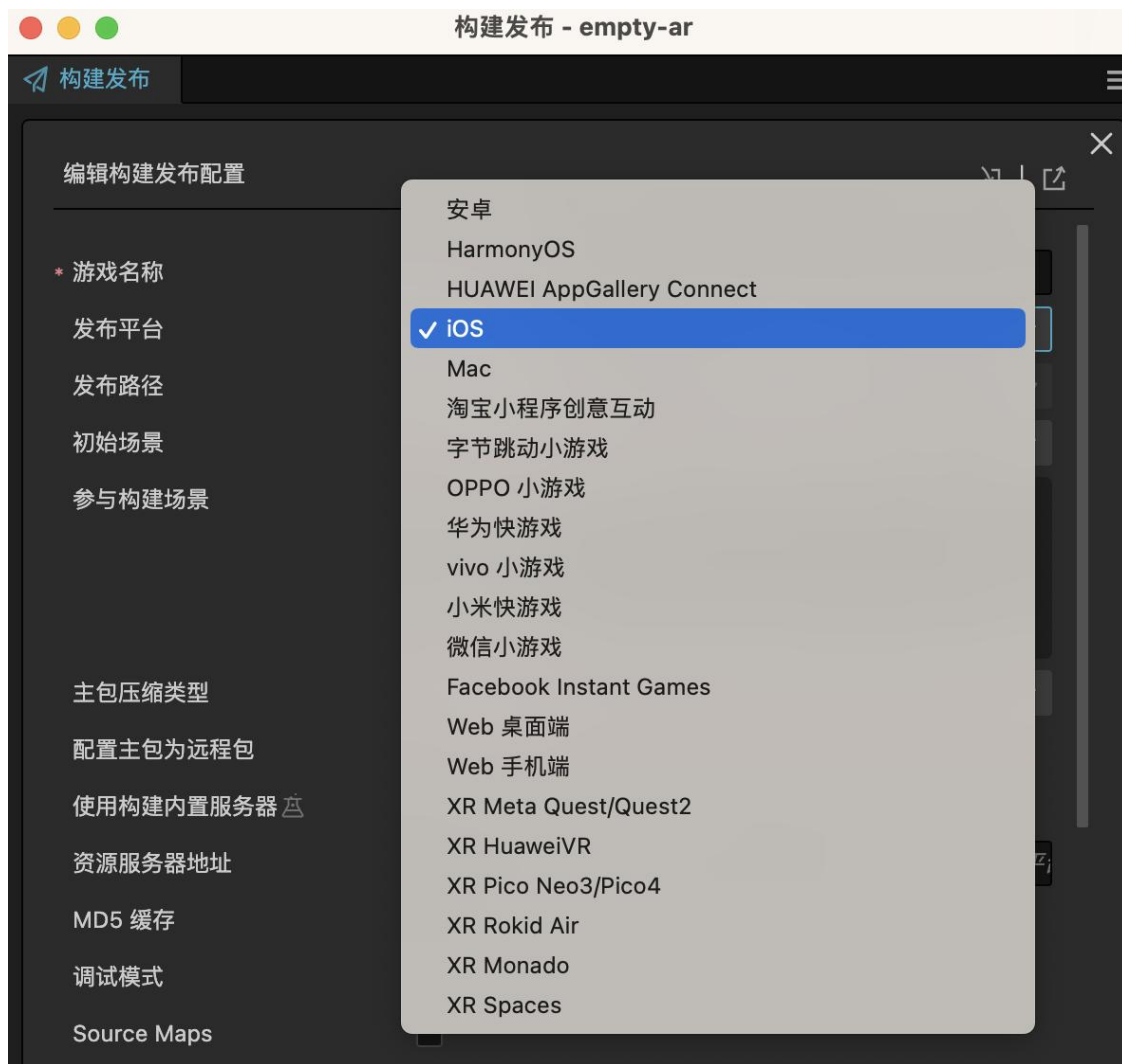 构建发布 - empty-ar
构建发布
编辑构建发布配置
* 游戏名称
发布平台
发布路径
初始场景
参与构建场景
主包压缩类型
配置主包为远程包
使用构建内置服务器
资源服务器地址
MD5 缓存
调试模式
Source Maps
安卓
HarmonyOS
HUAWEI AppGallery Connect
✓ iOS
Mac
淘宝小程序创意互动
字节跳动小游戏
OPPO 小游戏
华为快游戏
vivo 小游戏
小米快游戏
微信小游戏
Facebook Instant Games
Web 桌面端
Web 手机端
XR Meta Quest/Quest2
XR HuaweiVR
XR Pico Neo3/Pico4
XR Rokid Air
XR Monado
XR Spaces